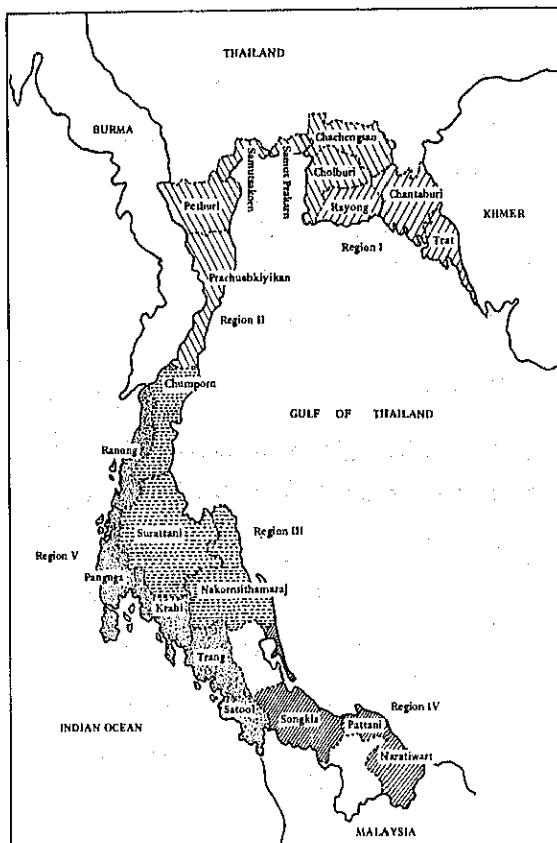 THAILAND
BURMA
Chachengsao
Samutsakorn
Samut Prakarn
Cholburi
Chantaburi
Petburi
Rayong
KHMER
Trat
Region I
Prachuabkiyikan
Region II
Chumporn
GULF OF THAILAND
Ranong
Surattani
Region III
Region V
Pangnga
Nakornsithamaraj
Krabi
Trang
Region IV
Satool
Songkla
Pattani
INDIAN OCEAN
Naratiwart
MALAYSIA